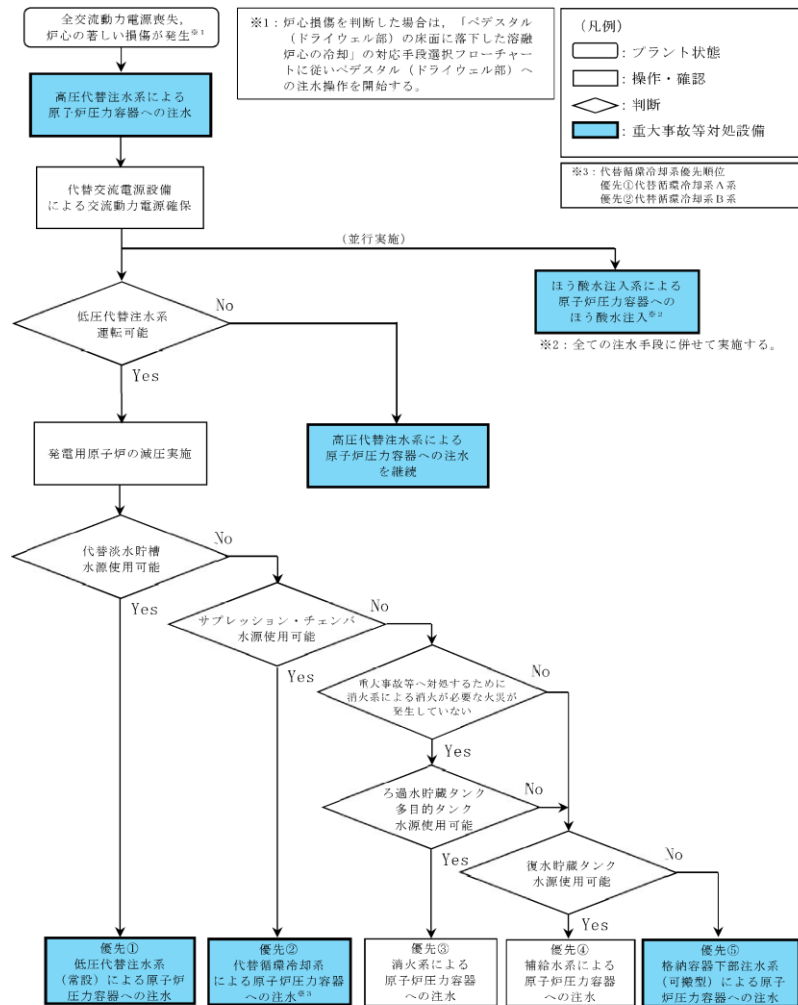 全交流動力電源喪失,
炉心の著しい損傷が発生※1
※1：炉心損傷を判断した場合は，「ペデスタル
（ドライウェル部）の床面に落下した溶融
炉心の冷却」の対応手段選択フローチャー
トに従いペデスタル（ドライウェル部）へ
の注水操作を開始する。
（凡例）
：プラント状態
：操作・確認
：判断
：重大事故等対処設備
※3：代替循環冷却系優先順位
優先①代替循環冷却系Ａ系
優先②代替循環冷却系Ｂ系
高圧代替注水系による
原子炉圧力容器への注水
代替交流電源設備
による交流動力電源確保
（並行実施）
ほう酸水注入系による
原子炉圧力容器への
ほう酸水注入※2
※2：全ての注水手段に併せて実施する。
低圧代替注水系
運転可能
No
Yes
発電用原子炉の減圧実施
高圧代替注水系による
原子炉圧力容器への注水
を継続
代替淡水貯槽
水源使用可能
No
Yes
サプレッション・チェンバ
水源使用可能
No
Yes
重大事故等へ対処するために
消火系による消火が必要な火災が
発生していない
No
Yes
ろ過水貯蔵タンク
多目的タンク
水源使用可能
No
Yes
復水貯蔵タンク
水源使用可能
No
Yes
優先①
低圧代替注水系
（常設）による原子炉
圧力容器への注水
優先②
代替循環冷却系
による原子炉圧力容器
への注水※3
優先③
消火系による
原子炉圧力容器
への注水
優先④
補給水系による
原子炉圧力容器
への注水
優先⑤
格納容器下部注水系
（可搬型）による原子
炉圧力容器への注水